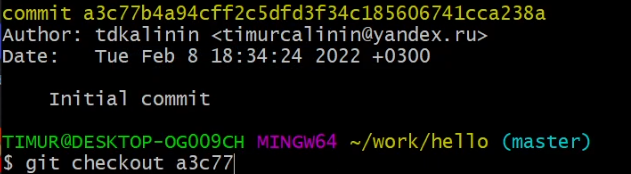 commit a3c77b4a94cff2c5dfd3f34c185606741cca238a
Author: tdkalinin <timurcalinin@yandex.ru>
Date:   Tue Feb 8 18:34:24 2022 +0300
Initial commit
TIMUR@DESKTOP-OG009CH MINGW64 ~/work/hello (master)
$ git checkout a3c77